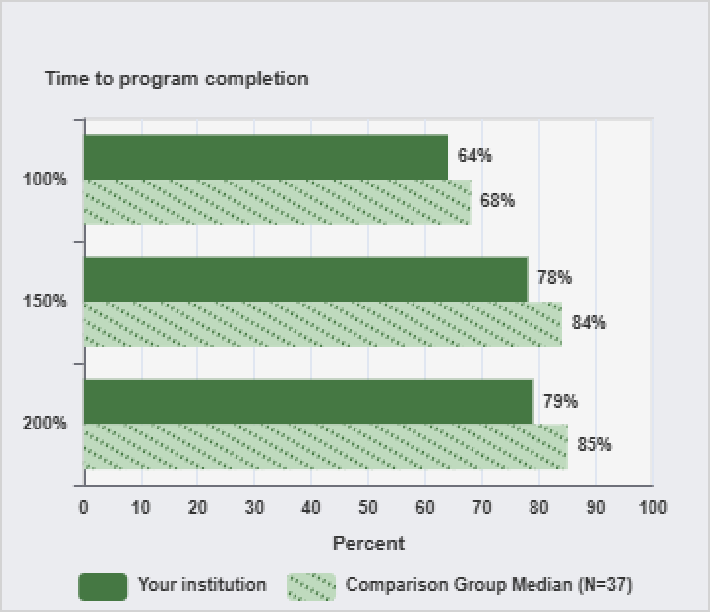 Time to program completion
100%
64%
68%
150%
78%
84%
200%
79%
85%
0 10 20 30 40 50 60 70 80 90 100
Percent
Your institution Comparison Group Median (N=37)